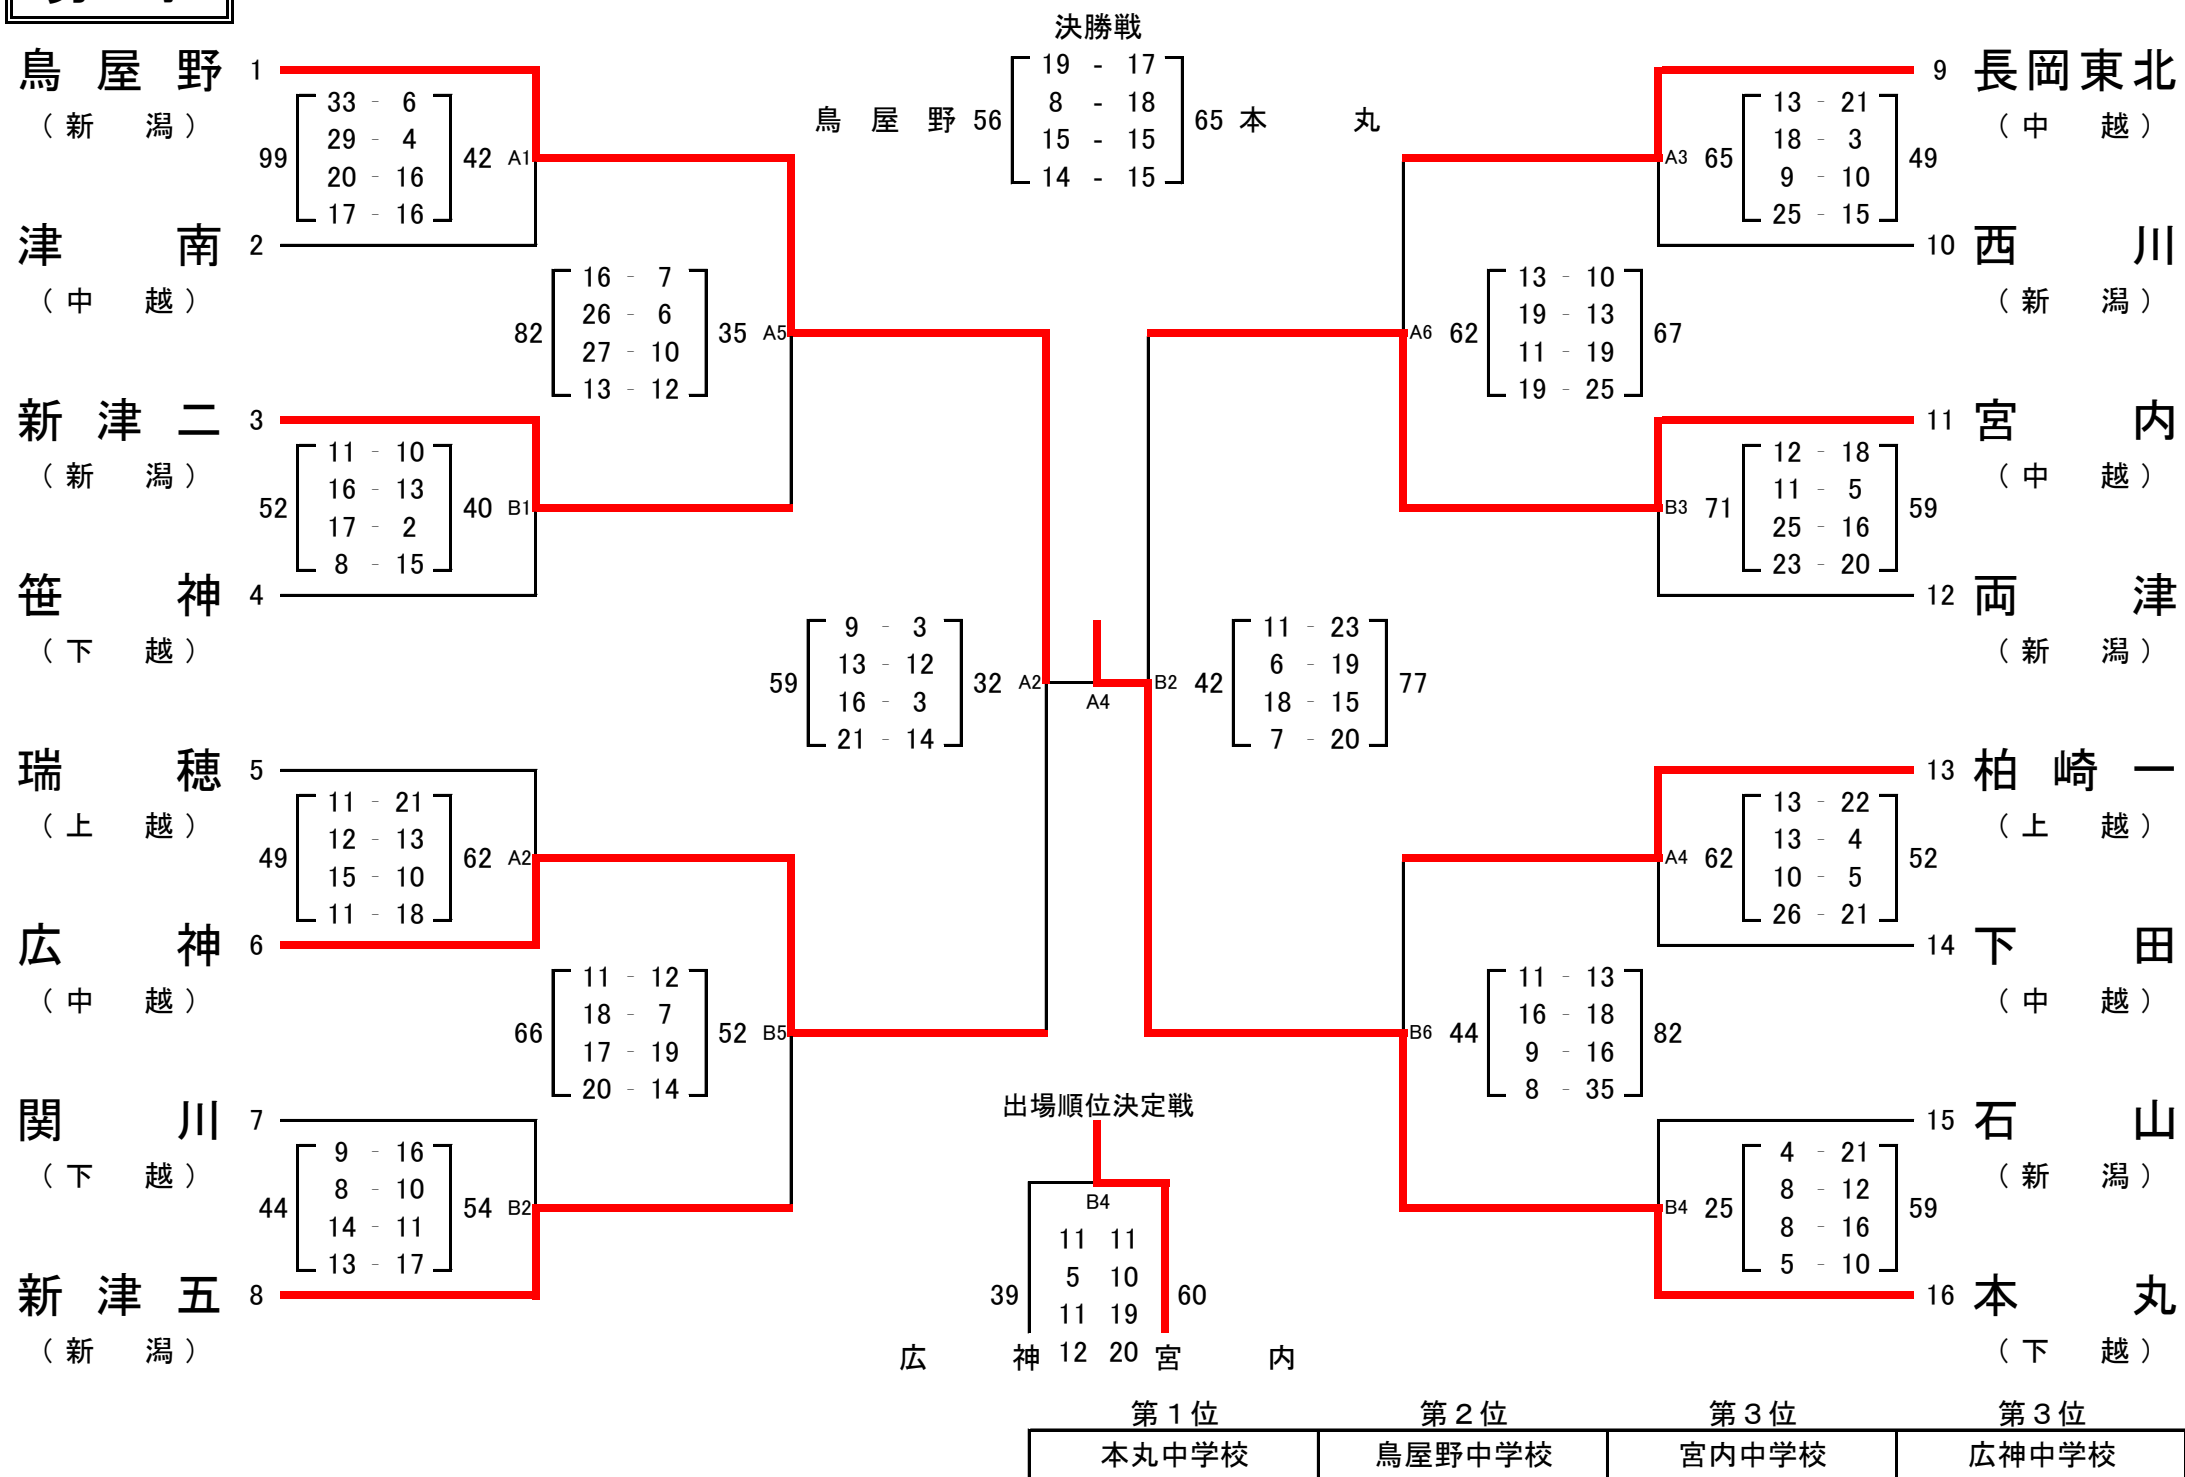 決勝戦
鳥屋野 56
19 - 17
8 - 18
15 - 15
14 - 15
65 本丸
鳥屋野 1
(新潟)
99
33 - 6
29 - 4
20 - 16
17 - 16
42 A1
津南 2
(中越)
82
16 - 7
26 - 6
27 - 10
13 - 12
35 A5
新津二 3
(新潟)
52
11 - 10
16 - 13
17 - 2
8 - 15
40 B1
笹神 4
(下越)
59
9 - 3
13 - 12
16 - 3
21 - 14
32 A2
瑞穂 5
(上越)
49
11 - 21
12 - 13
15 - 10
11 - 18
62 A2
広神 6
(中越)
66
11 - 12
18 - 7
17 - 19
20 - 14
52 B5
関川 7
(下越)
44
9 - 16
8 - 10
14 - 11
13 - 17
54 B2
新津五 8
(新潟)
A4
9 長岡東北
(中越)
A3 65
13 - 21
18 - 3
9 - 10
25 - 15
49
10 西川
(新潟)
A6 62
13 - 10
19 - 13
11 - 19
19 - 25
67
11 宮内
(中越)
B3 71
12 - 18
11 - 5
25 - 16
23 - 20
59
12 両津
(新潟)
B2 42
11 - 23
6 - 19
18 - 15
7 - 20
77
13 柏崎一
(上越)
A4 62
13 - 22
13 - 4
10 - 5
26 - 21
52
14 下田
(中越)
B6 44
11 - 13
16 - 18
9 - 16
8 - 35
82
15 石山
(新潟)
B4 25
4 - 21
8 - 12
8 - 16
5 - 10
59
16 本丸
(下越)
出場順位決定戦
B4
39
11 11
5 10
11 19
12 20
60
広神 宮内
第1位 第2位 第3位 第3位
本丸中学校 鳥屋野中学校 宮内中学校 広神中学校